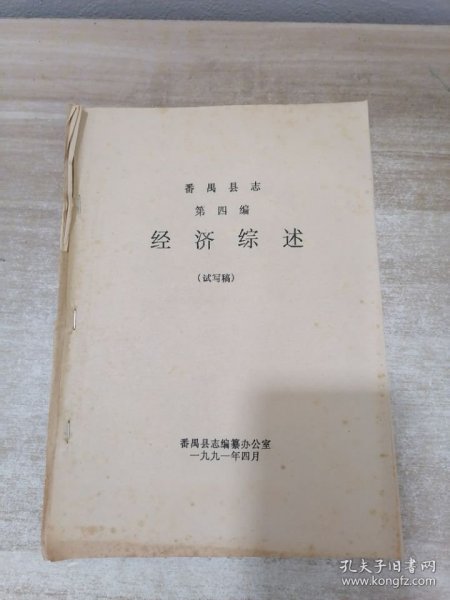 番禺县志
第四编
经济综述
(试写稿)
番禺县志编纂办公室
一九九一年四月
孔夫子旧书网
www.kongfz.com